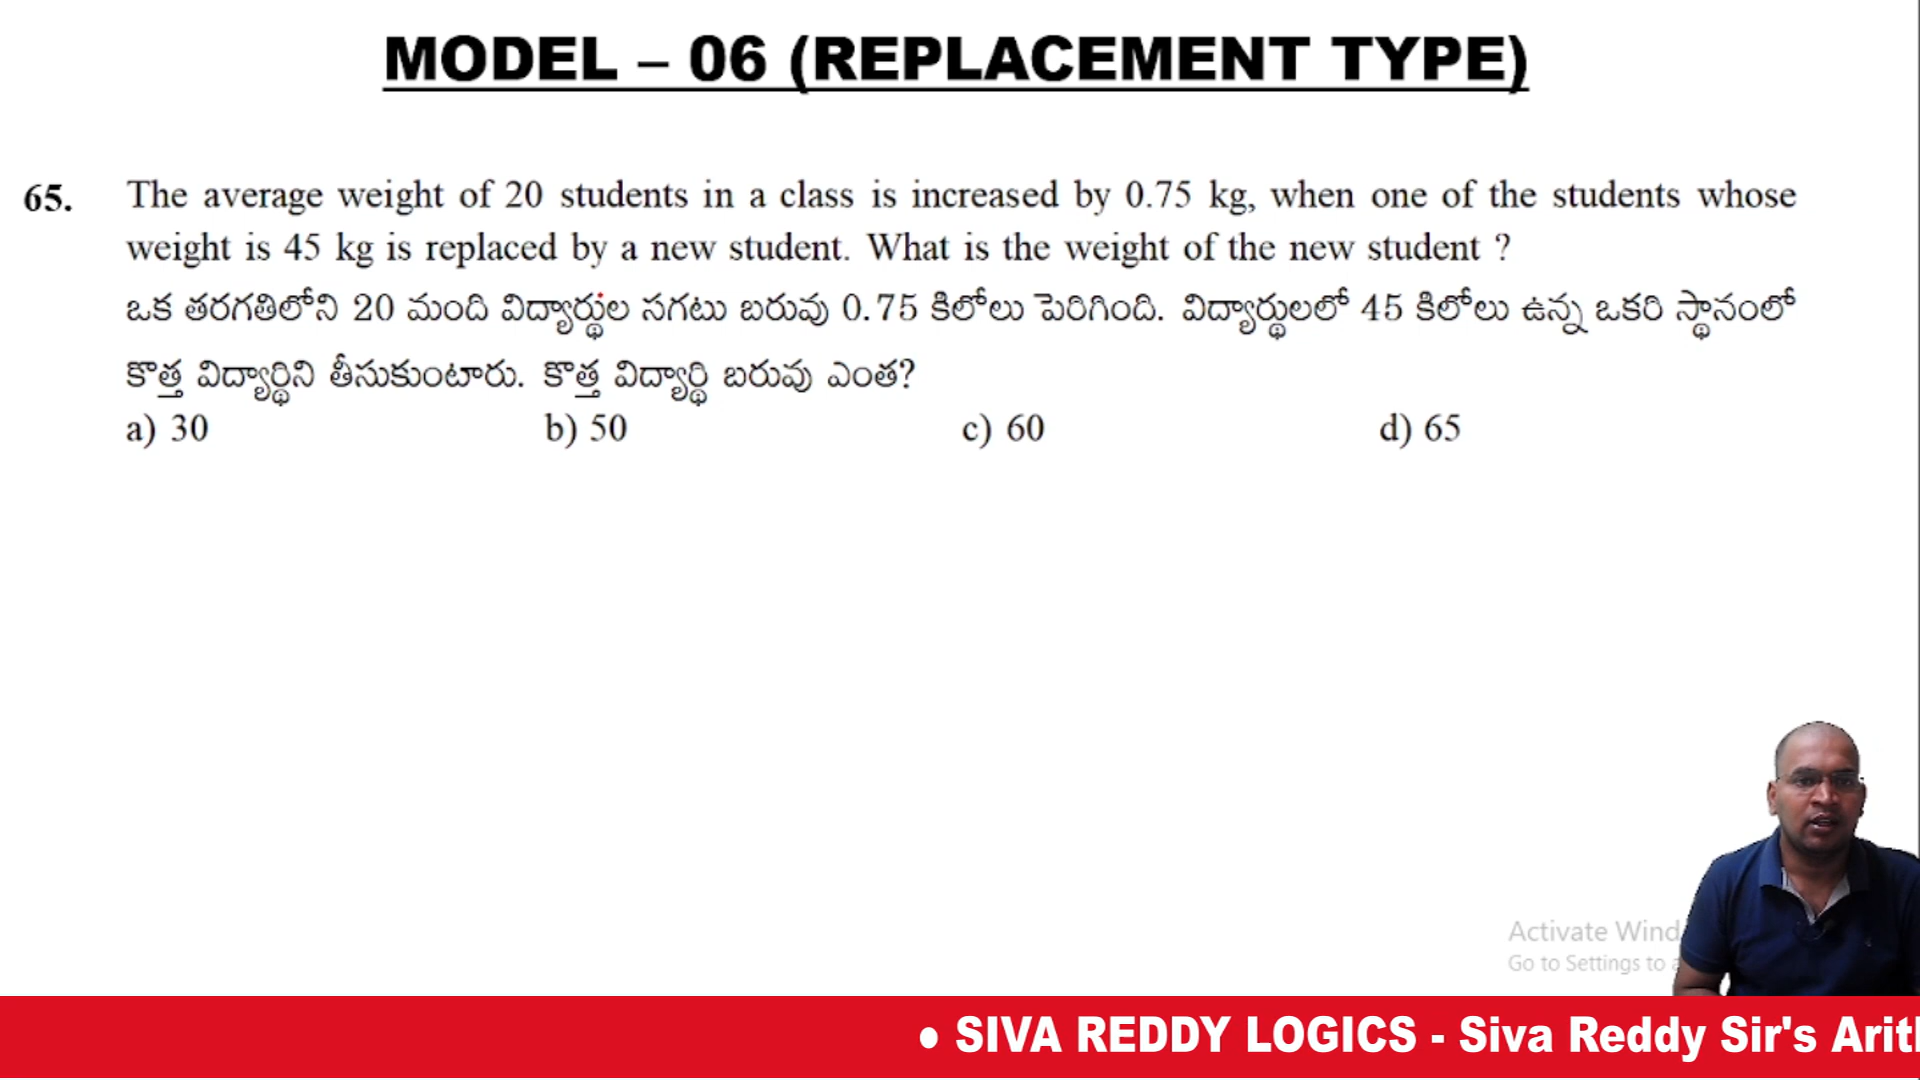 MODEL – 06 (REPLACEMENT TYPE)
65. The average weight of 20 students in a class is increased by 0.75 kg, when one of the students whose
weight is 45 kg is replaced by a new student. What is the weight of the new student ?
ఒక తరగతిలోని 20 మంది విద్యార్థుల సగటు బరువు 0.75 కిలోలు పెరిగింది. విద్యార్థులలో 45 కిలోలు ఉన్న ఒకరి స్థానంలో
కొత్త విద్యార్థిని తీసుకుంటారు. కొత్త విద్యార్థి బరువు ఎంత?
a) 30 b) 50 c) 60 d) 65
Activate Wind
Go to Settings to a
• SIVA REDDY LOGICS - Siva Reddy Sir's Arit